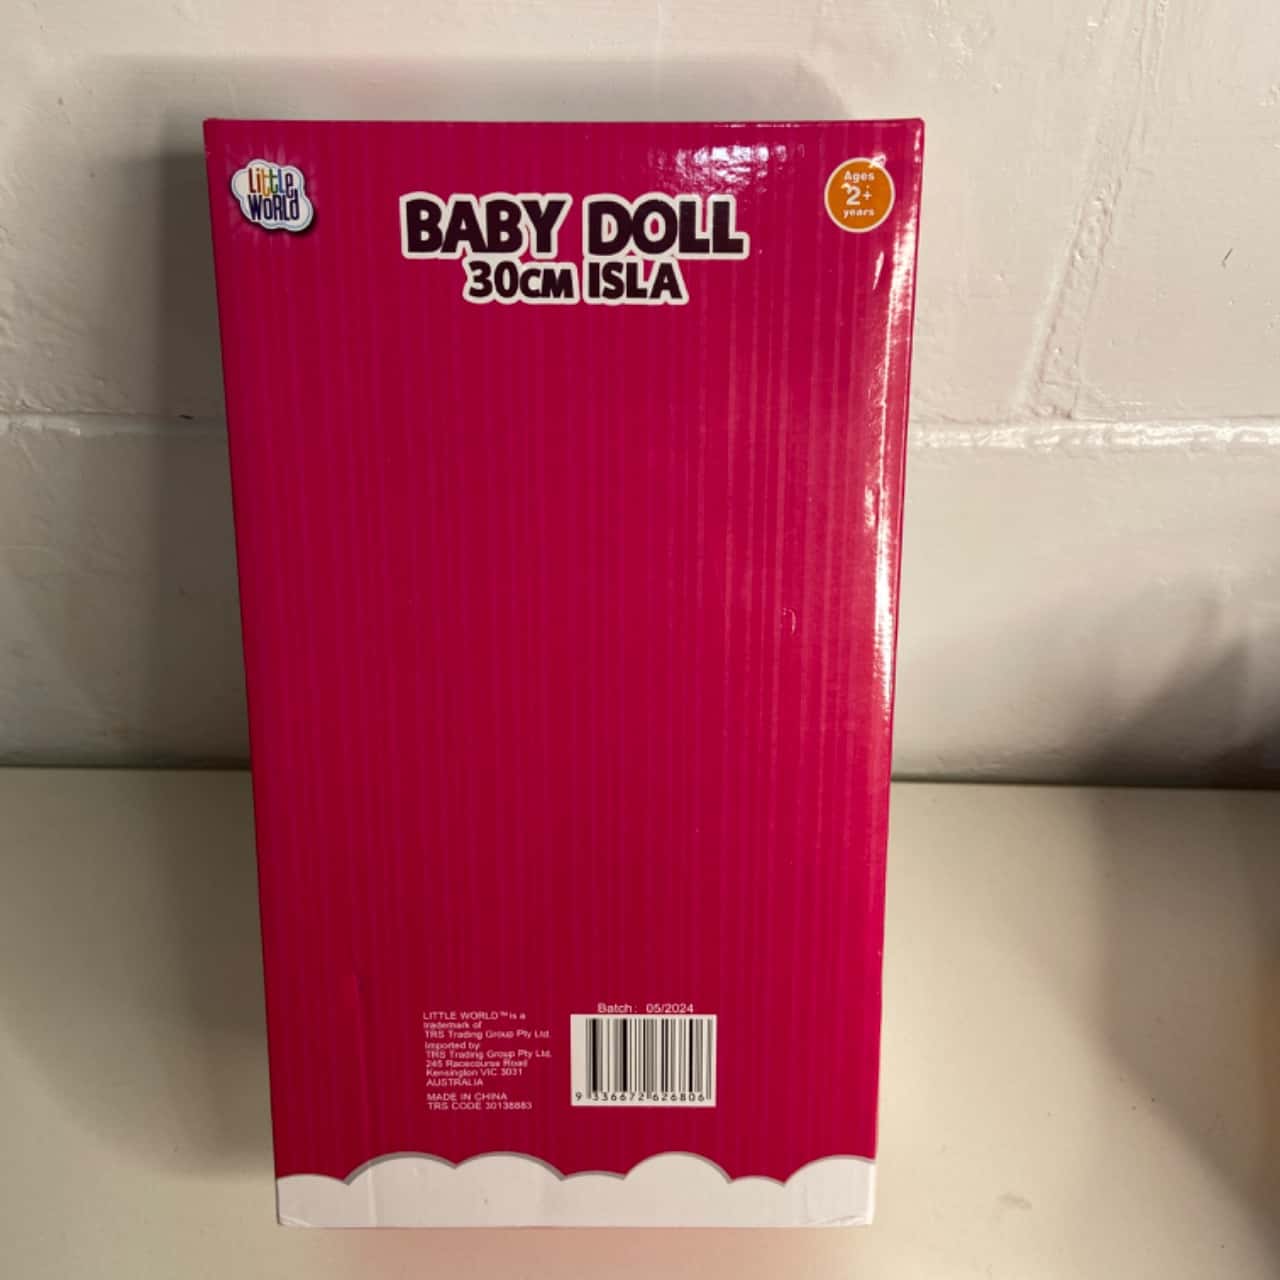 Little
WORLD
Ages
2+
years
BABY DOLL
30CM ISLA
LITTLE WORLD™ is a
trademark of
TRS Trading Group Pty Ltd.
Imported by
TRS Trading Group Pty Ltd.
245 Racecourse Road
Kensington VIC 3031
AUSTRALIA
MADE IN CHINA
TRS CODE 30138883
Batch: 05/2024
9 336672 626806